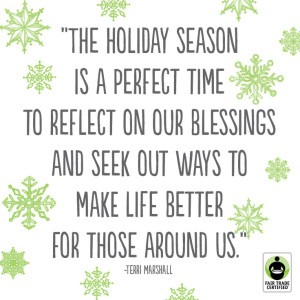 "THE HOLIDAY SEASON
IS A PERFECT TIME
TO REFLECT ON OUR BLESSINGS
AND SEEK OUT WAYS TO
MAKE LIFE BETTER
FOR THOSE AROUND US."
-TERRI MARSHALL
FAIR TRADE
CERTIFIED